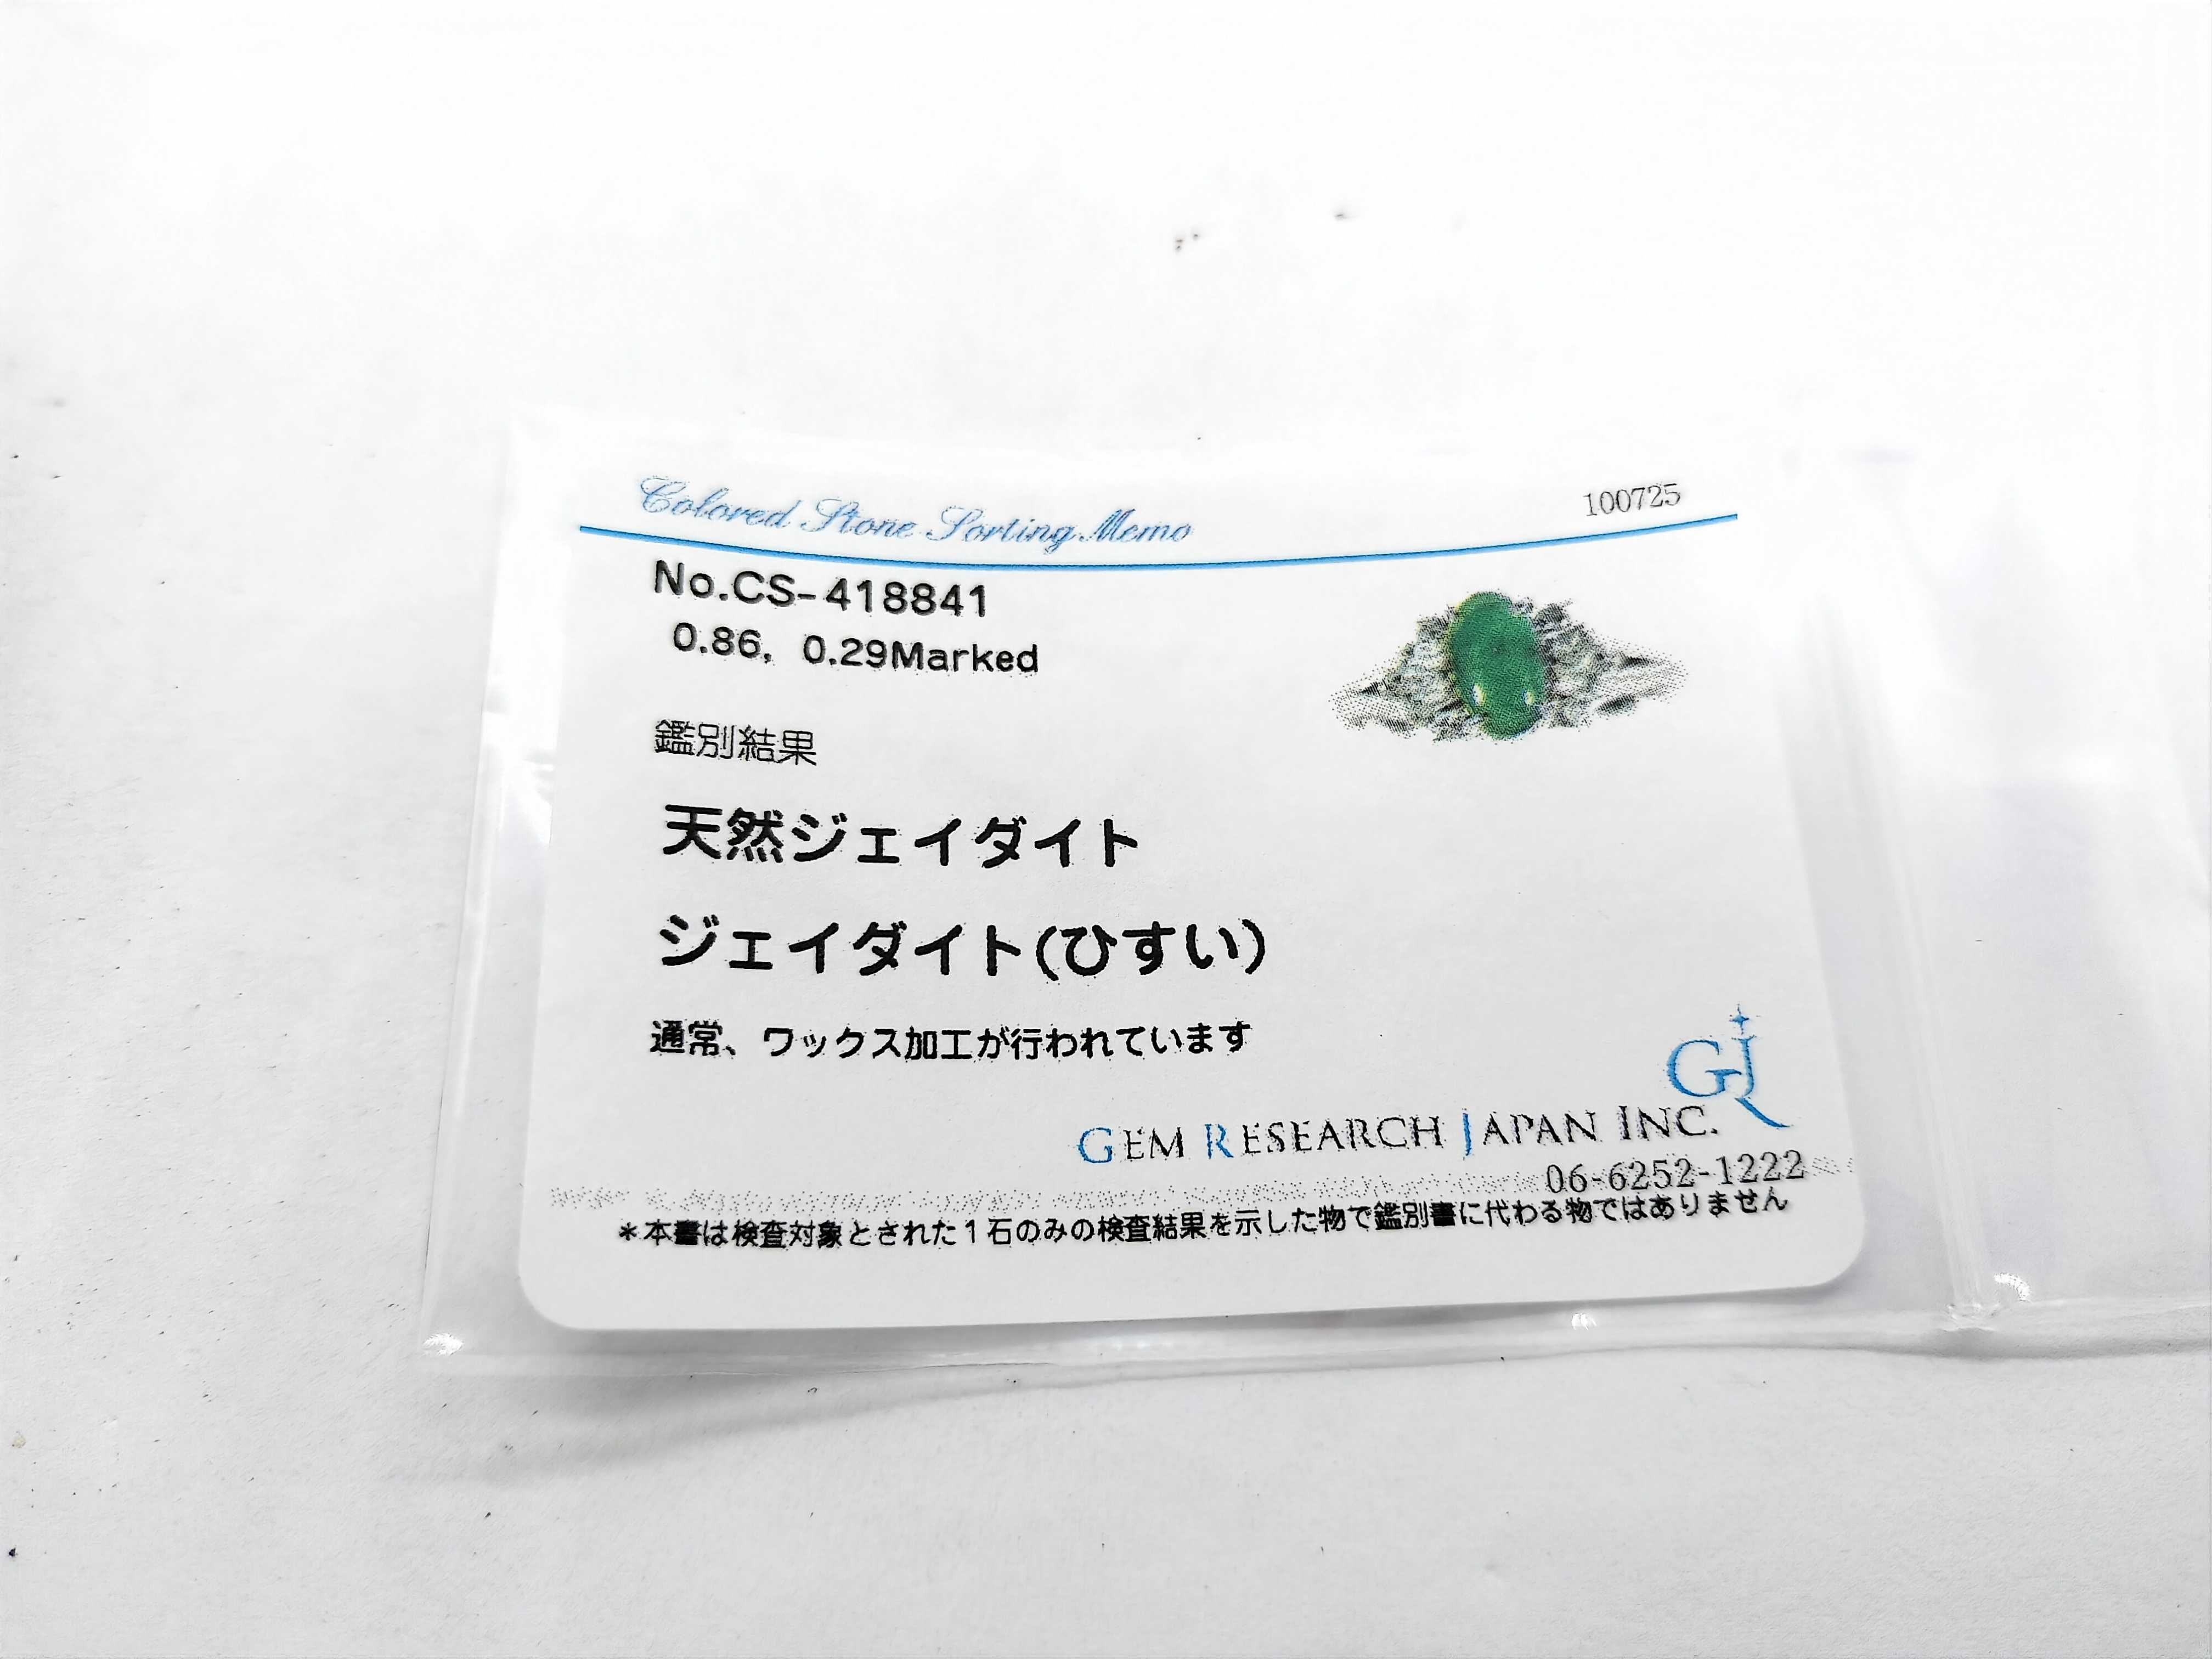 Colored Stone Sorting Memo
100725
No.CS-418841
0.86, 0.29Marked
鑑別結果
天然ジェイダイト
ジェイダイト(ひすい)
通常、ワックス加工が行われています
GJR
GEM RESEARCH JAPAN INC.
06-6252-1222
*本書は検査対象とされた1石のみの検査結果を示した物で鑑別書に代わる物ではありません